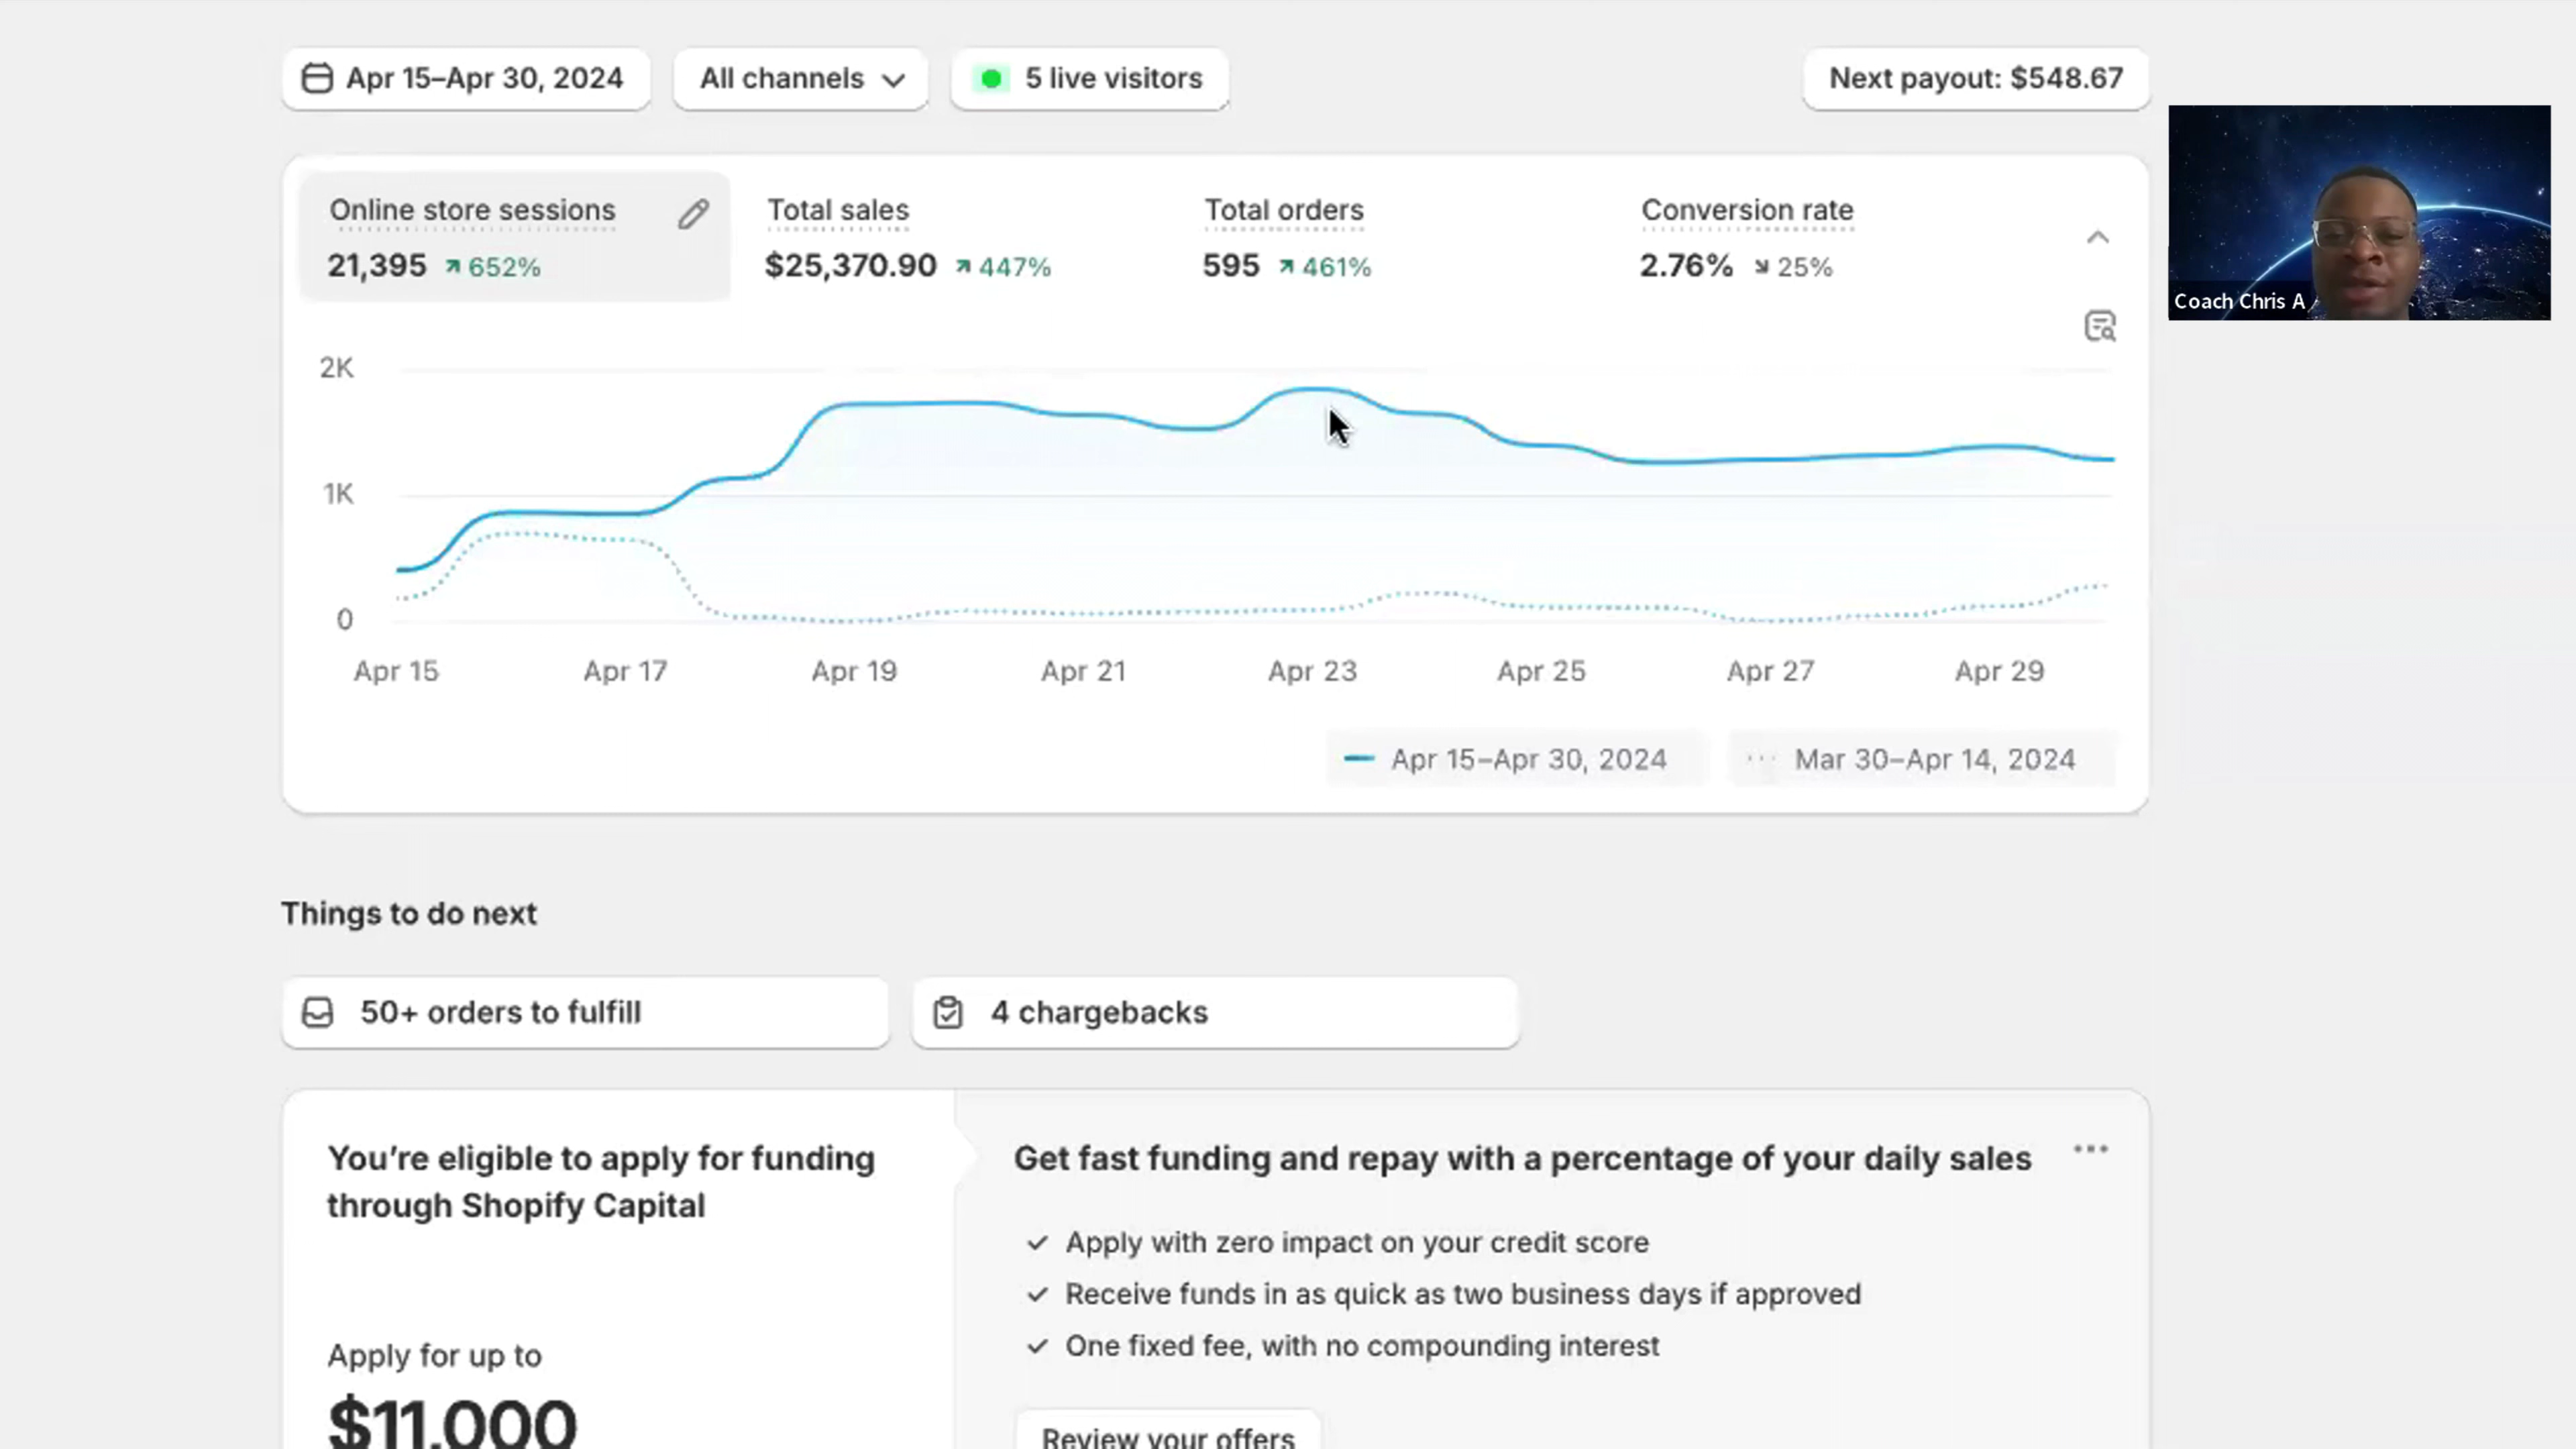 Apr 15–Apr 30, 2024
All channels
5 live visitors
Next payout: $548.67
Online store sessions
21,395 652%
Total sales
$25,370.90 447%
Total orders
595 461%
Conversion rate
2.76% 25%
Coach Chris A
2K
1K
0
Apr 15 Apr 17 Apr 19 Apr 21 Apr 23 Apr 25 Apr 27 Apr 29
Apr 15–Apr 30, 2024
Mar 30–Apr 14, 2024
Things to do next
50+ orders to fulfill
4 chargebacks
You’re eligible to apply for funding
through Shopify Capital
Apply for up to
$11,000
Get fast funding and repay with a percentage of your daily sales
Apply with zero impact on your credit score
Receive funds in as quick as two business days if approved
One fixed fee, with no compounding interest
Review your offers